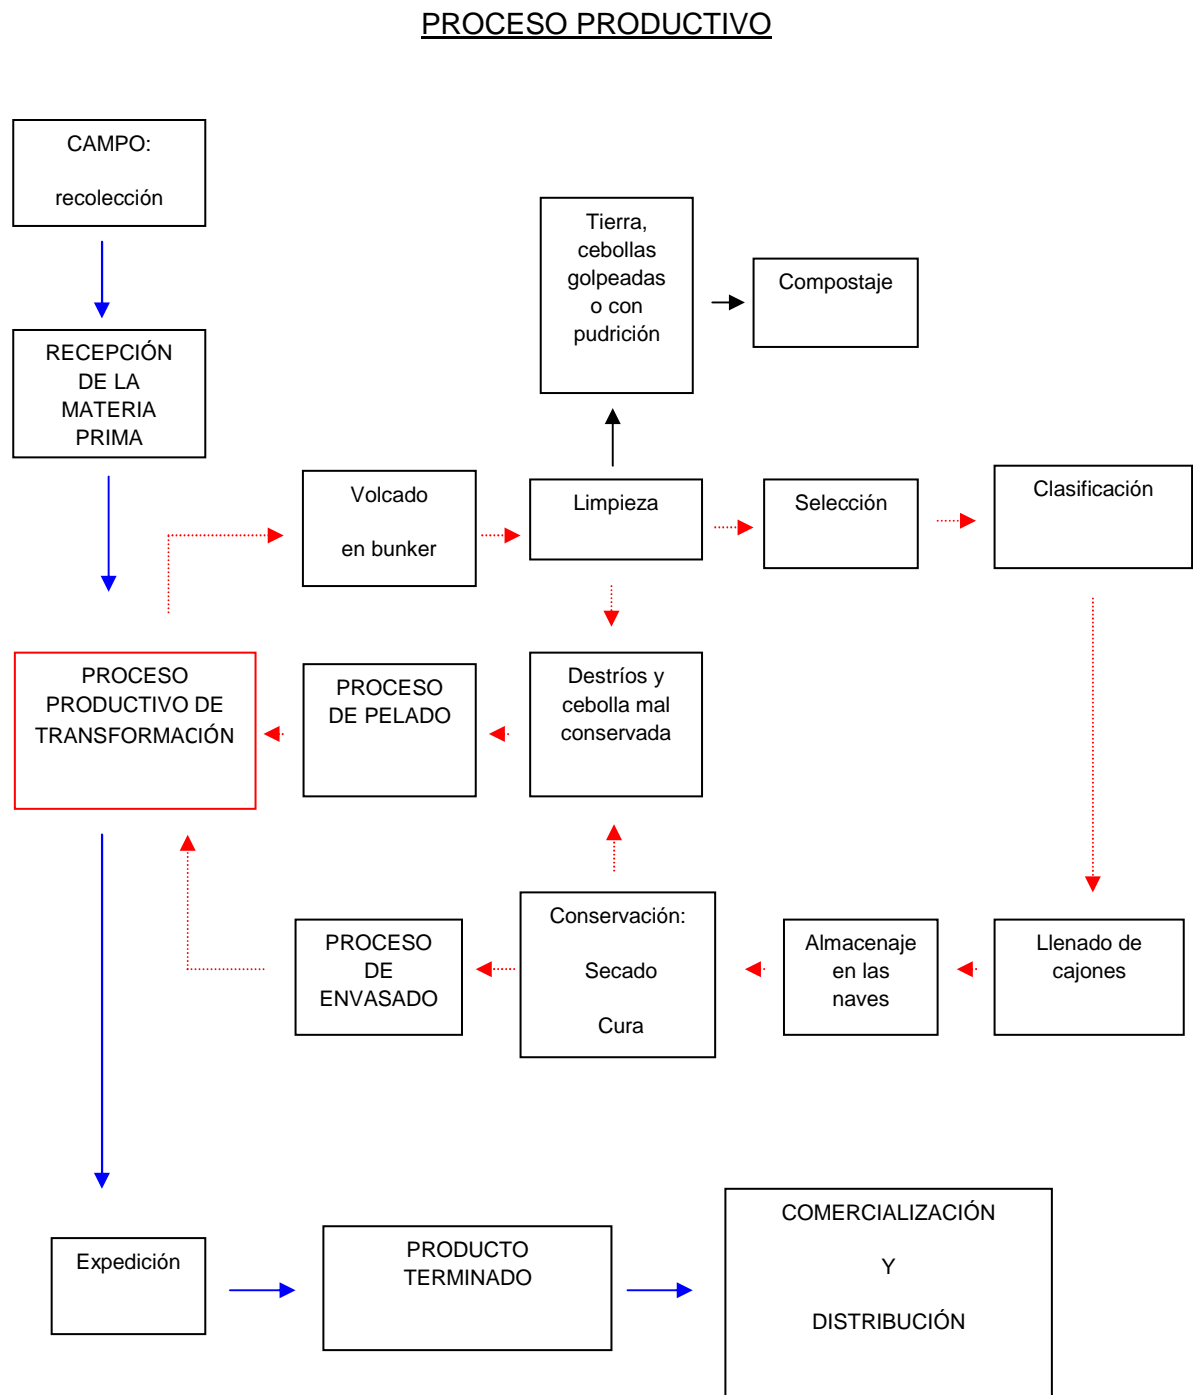 PROCESO PRODUCTIVO
CAMPO:
recolección
RECEPCIÓN
DE LA
MATERIA
PRIMA
Tierra,
cebollas
golpeadas
o con
pudrición
Compostaje
Volcado
en bunker
Limpieza
Selección
Clasificación
PROCESO
PRODUCTIVO DE
TRANSFORMACIÓN
PROCESO
DE PELADO
Destríos y
cebolla mal
conservada
PROCESO
DE
ENVASADO
Conservación:
Secado
Cura
Almacenaje
en las
naves
Llenado de
cajones
Expedición
PRODUCTO
TERMINADO
COMERCIALIZACIÓN
Y
DISTRIBUCIÓN